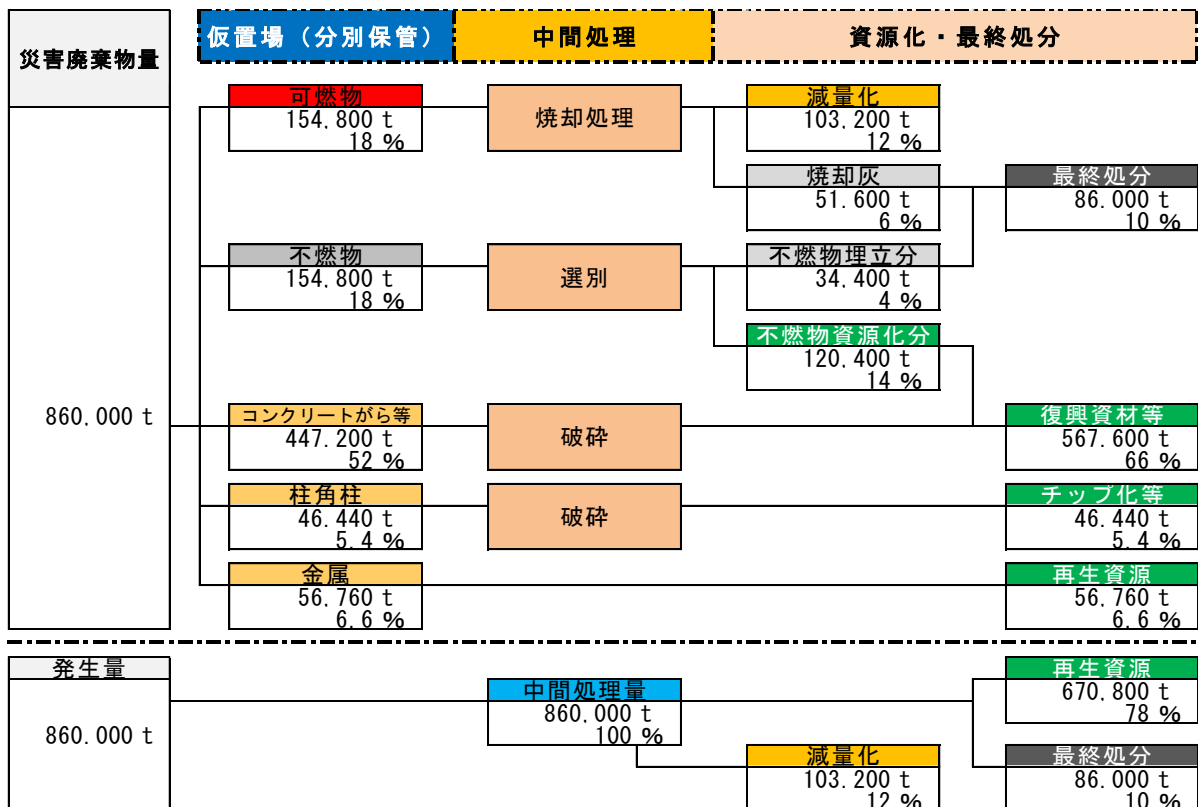 災害廃棄物量
仮置場（分別保管）
中間処理
資源化・最終処分
可燃物
154,800 t
18 %
焼却処理
減量化
103,200 t
12 %
焼却灰
51,600 t
6 %
最終処分
86,000 t
10 %
不燃物
154,800 t
18 %
選別
不燃物埋立分
34,400 t
4 %
不燃物資源化分
120,400 t
14 %
860,000 t
コンクリートがら等
447,200 t
52 %
破砕
復興資材等
567,600 t
66 %
柱角柱
46,440 t
5.4 %
破砕
チップ化等
46,440 t
5.4 %
金属
56,760 t
6.6 %
再生資源
56,760 t
6.6 %
発生量
860,000 t
中間処理量
860,000 t
100 %
再生資源
670,800 t
78 %
減量化
103,200 t
12 %
最終処分
86,000 t
10 %